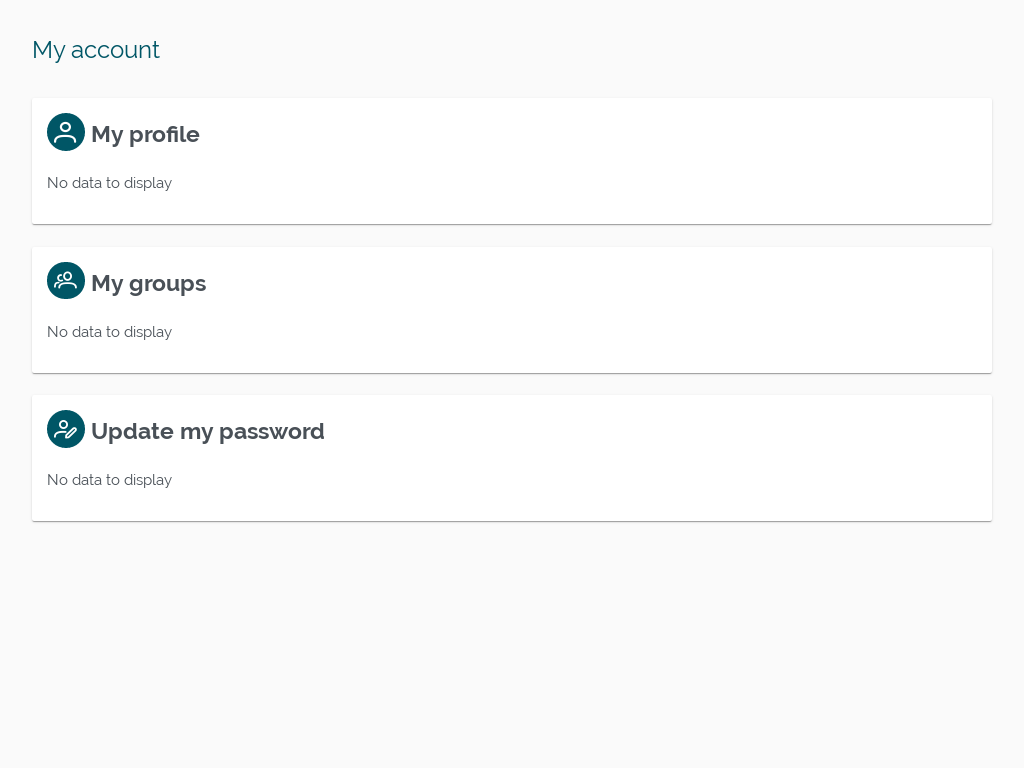 My account
My profile
No data to display
My groups
No data to display
Update my password
No data to display